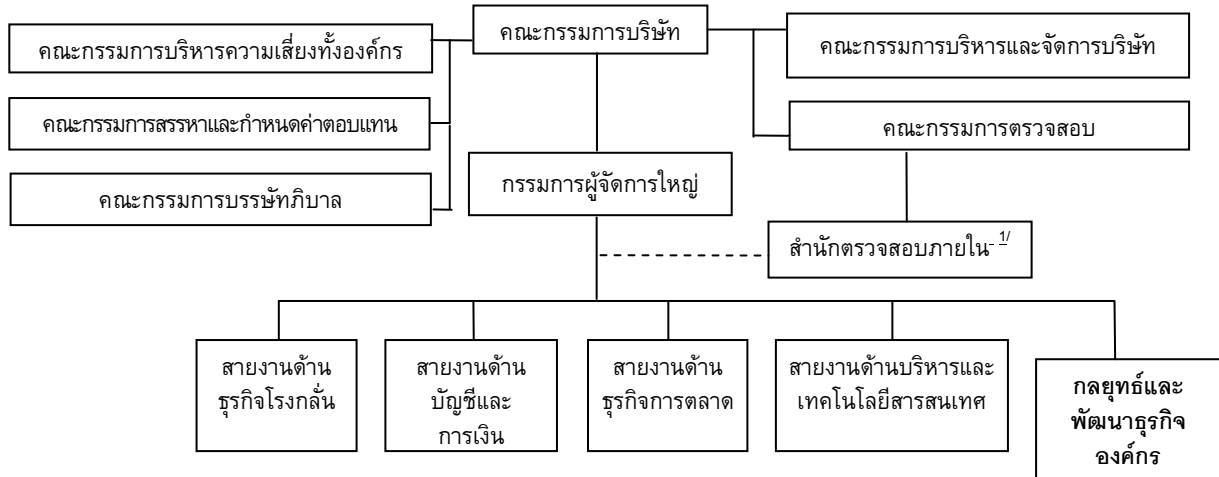 คณะกรรมการบริษัท
คณะกรรมการบริหารความเสี่ยงทั้งองค์กร
คณะกรรมการบริหารและจัดการบริษัท
คณะกรรมการสรรหาและกำหนดค่าตอบแทน
คณะกรรมการตรวจสอบ
กรรมการผู้จัดการใหญ่
คณะกรรมการบรรษัทภิบาล
สำนักตรวจสอบภายใน- 1/
สายงานด้าน
ธุรกิจโรงกลั่น
สายงานด้าน
บัญชีและ
การเงิน
สายงานด้าน
ธุรกิจการตลาด
สายงานด้านบริหารและ
เทคโนโลยีสารสนเทศ
กลยุทธ์และ
พัฒนาธุรกิจ
องค์กร